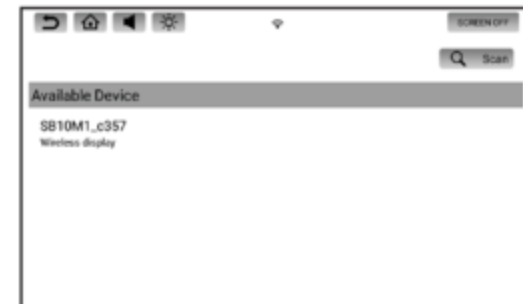 SCREEN OFF
Scan
Available Device
SB10M1_c357
Wireless display